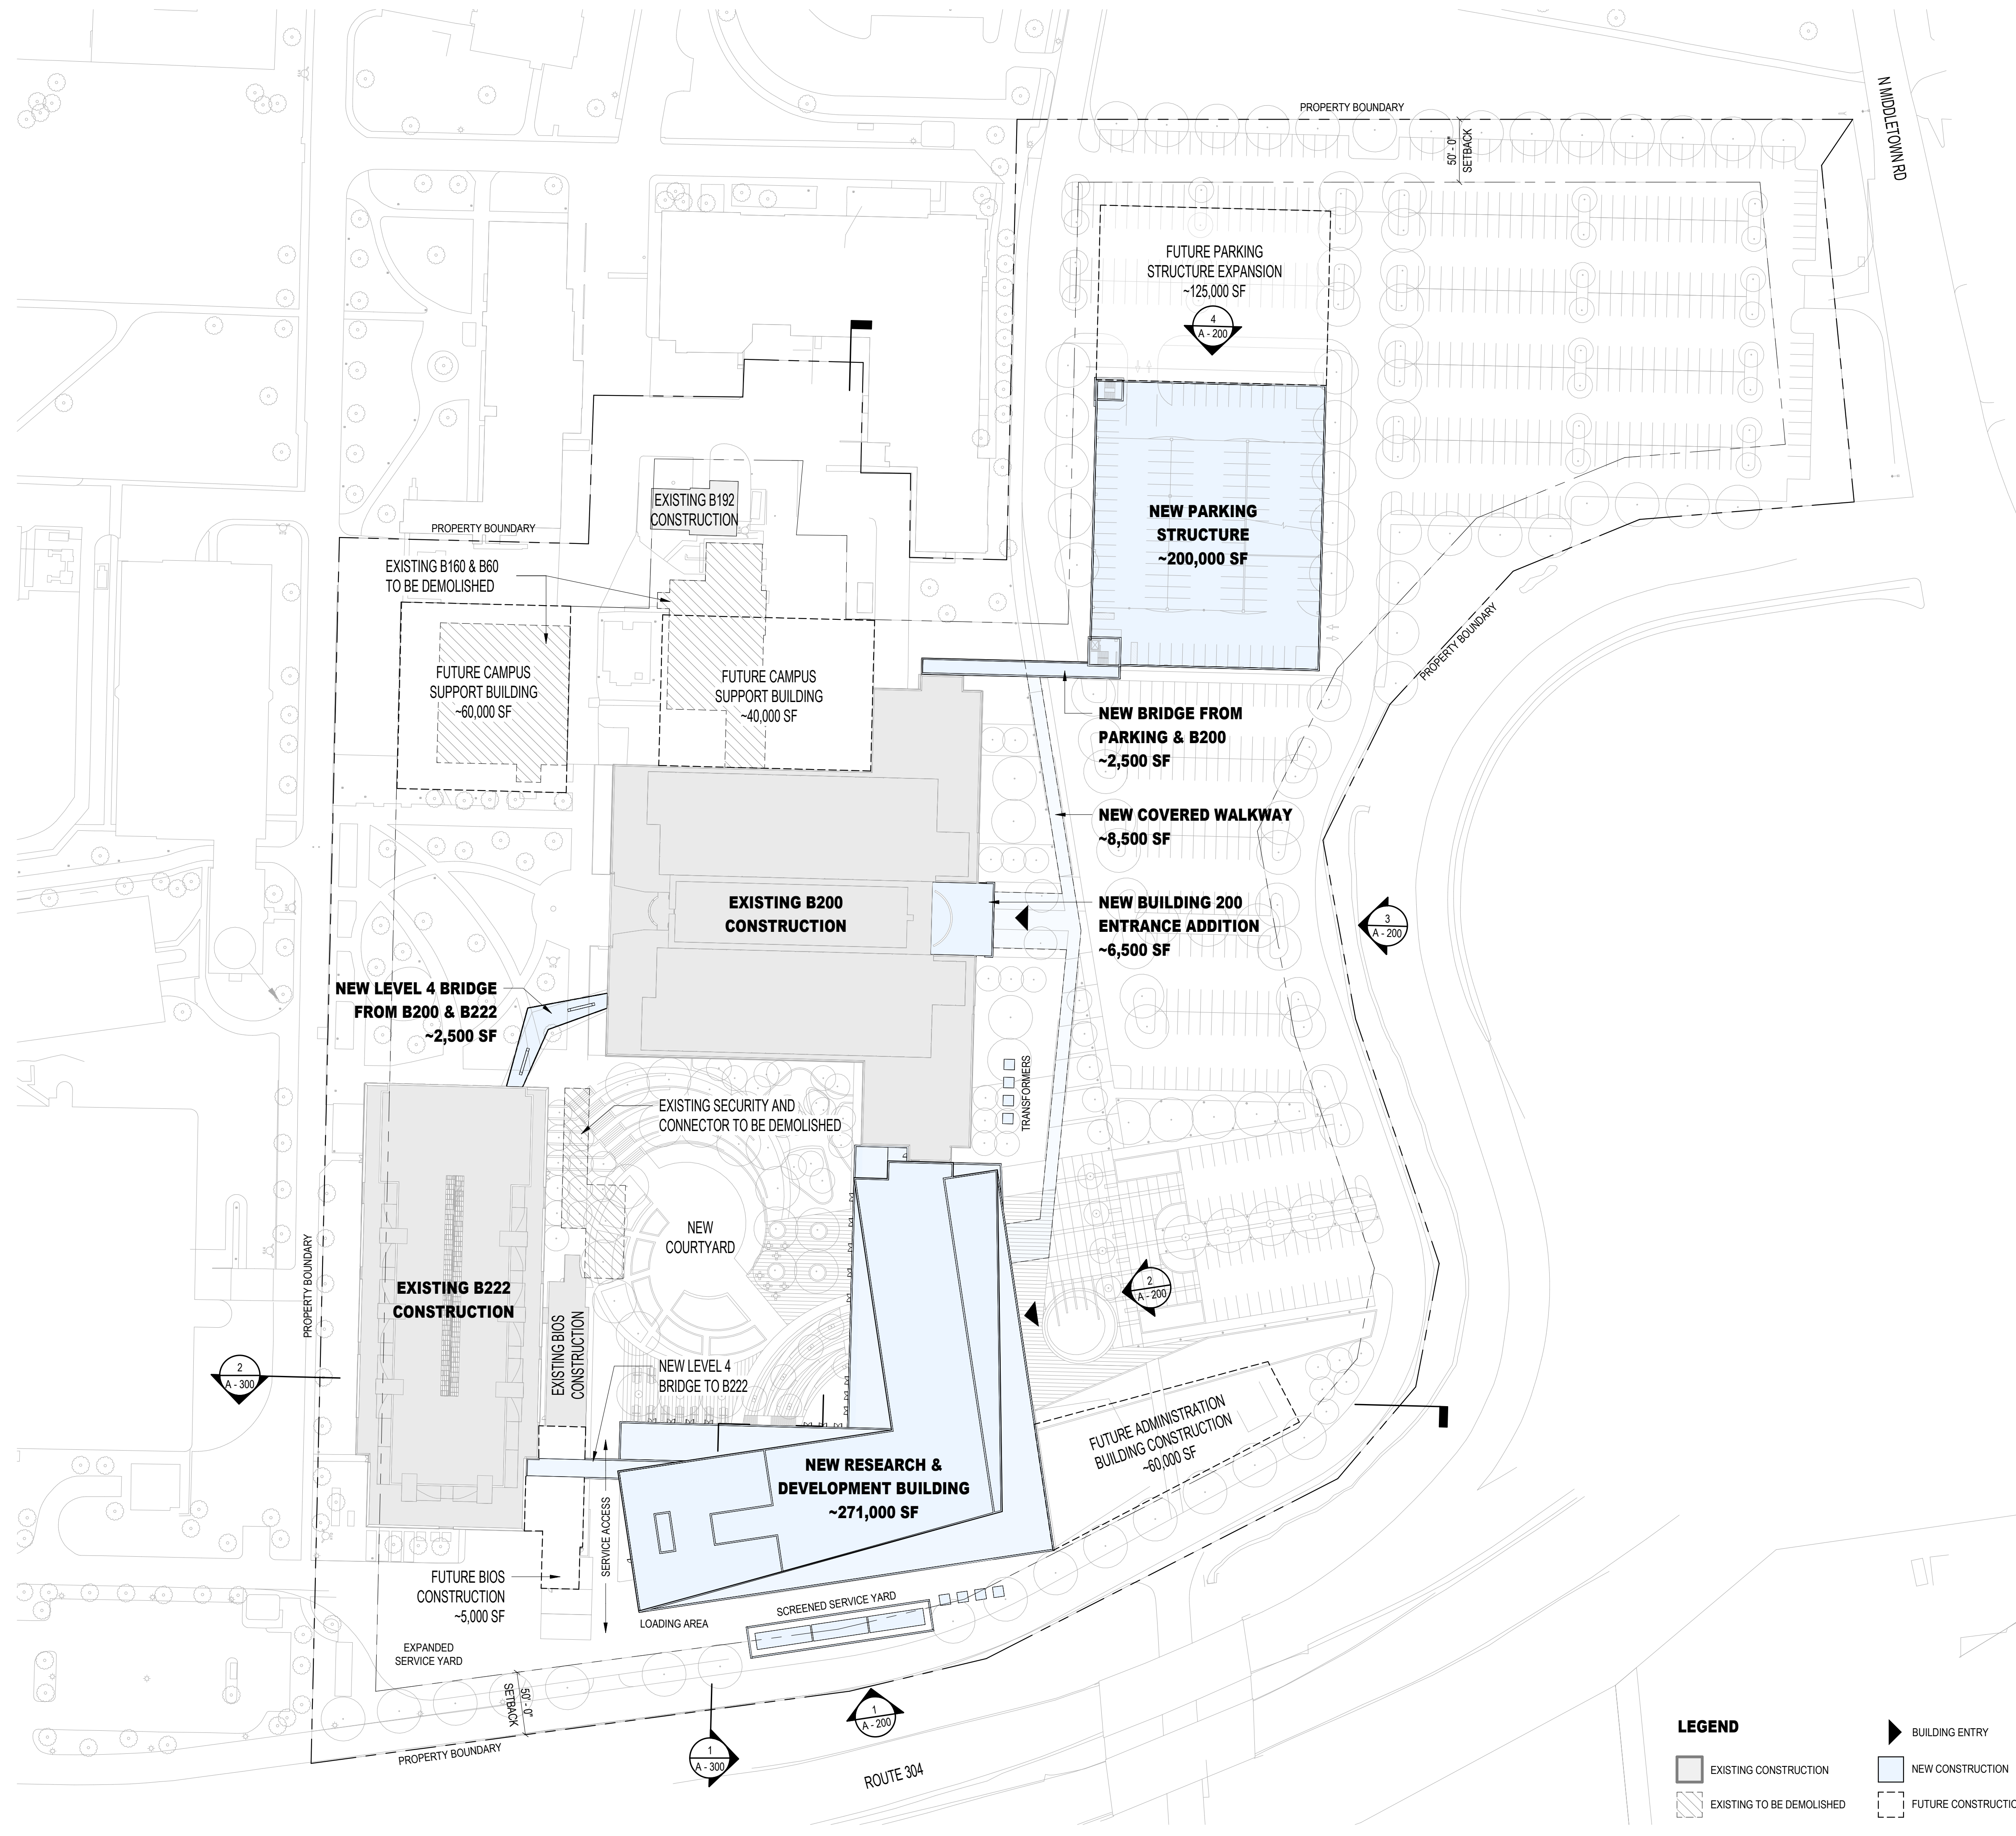 PROPERTY BOUNDARY
N MIDDLETOWN RD
50' - 0"
SETBACK
FUTURE PARKING
STRUCTURE EXPANSION
~125,000 SF
4
A - 200
EXISTING B192
CONSTRUCTION
NEW PARKING
STRUCTURE
~200,000 SF
PROPERTY BOUNDARY
EXISTING B160 & B60
TO BE DEMOLISHED
PROPERTY BOUNDARY
FUTURE CAMPUS
SUPPORT BUILDING
~60,000 SF
FUTURE CAMPUS
SUPPORT BUILDING
~40,000 SF
NEW BRIDGE FROM
PARKING & B200
~2,500 SF
NEW COVERED WALKWAY
~8,500 SF
EXISTING B200
CONSTRUCTION
NEW BUILDING 200
ENTRANCE ADDITION
~6,500 SF
3
A - 200
NEW LEVEL 4 BRIDGE
FROM B200 & B222
~2,500 SF
TRANSFORMERS
EXISTING SECURITY AND
CONNECTOR TO BE DEMOLISHED
NEW
COURTYARD
PROPERTY BOUNDARY
EXISTING B222
CONSTRUCTION
2
A - 200
EXISTING BIOS
CONSTRUCTION
NEW LEVEL 4
BRIDGE TO B222
2
A - 300
FUTURE ADMINISTRATION
BUILDING CONSTRUCTION
~60,000 SF
NEW RESEARCH &
DEVELOPMENT BUILDING
~271,000 SF
SERVICE ACCESS
FUTURE BIOS
CONSTRUCTION
~5,000 SF
SCREENED SERVICE YARD
LOADING AREA
EXPANDED
SERVICE YARD
50' - 0"
SETBACK
1
A - 200
PROPERTY BOUNDARY
1
A - 300
ROUTE 304
LEGEND
BUILDING ENTRY
EXISTING CONSTRUCTION
NEW CONSTRUCTION
EXISTING TO BE DEMOLISHED
FUTURE CONSTRUCTIO